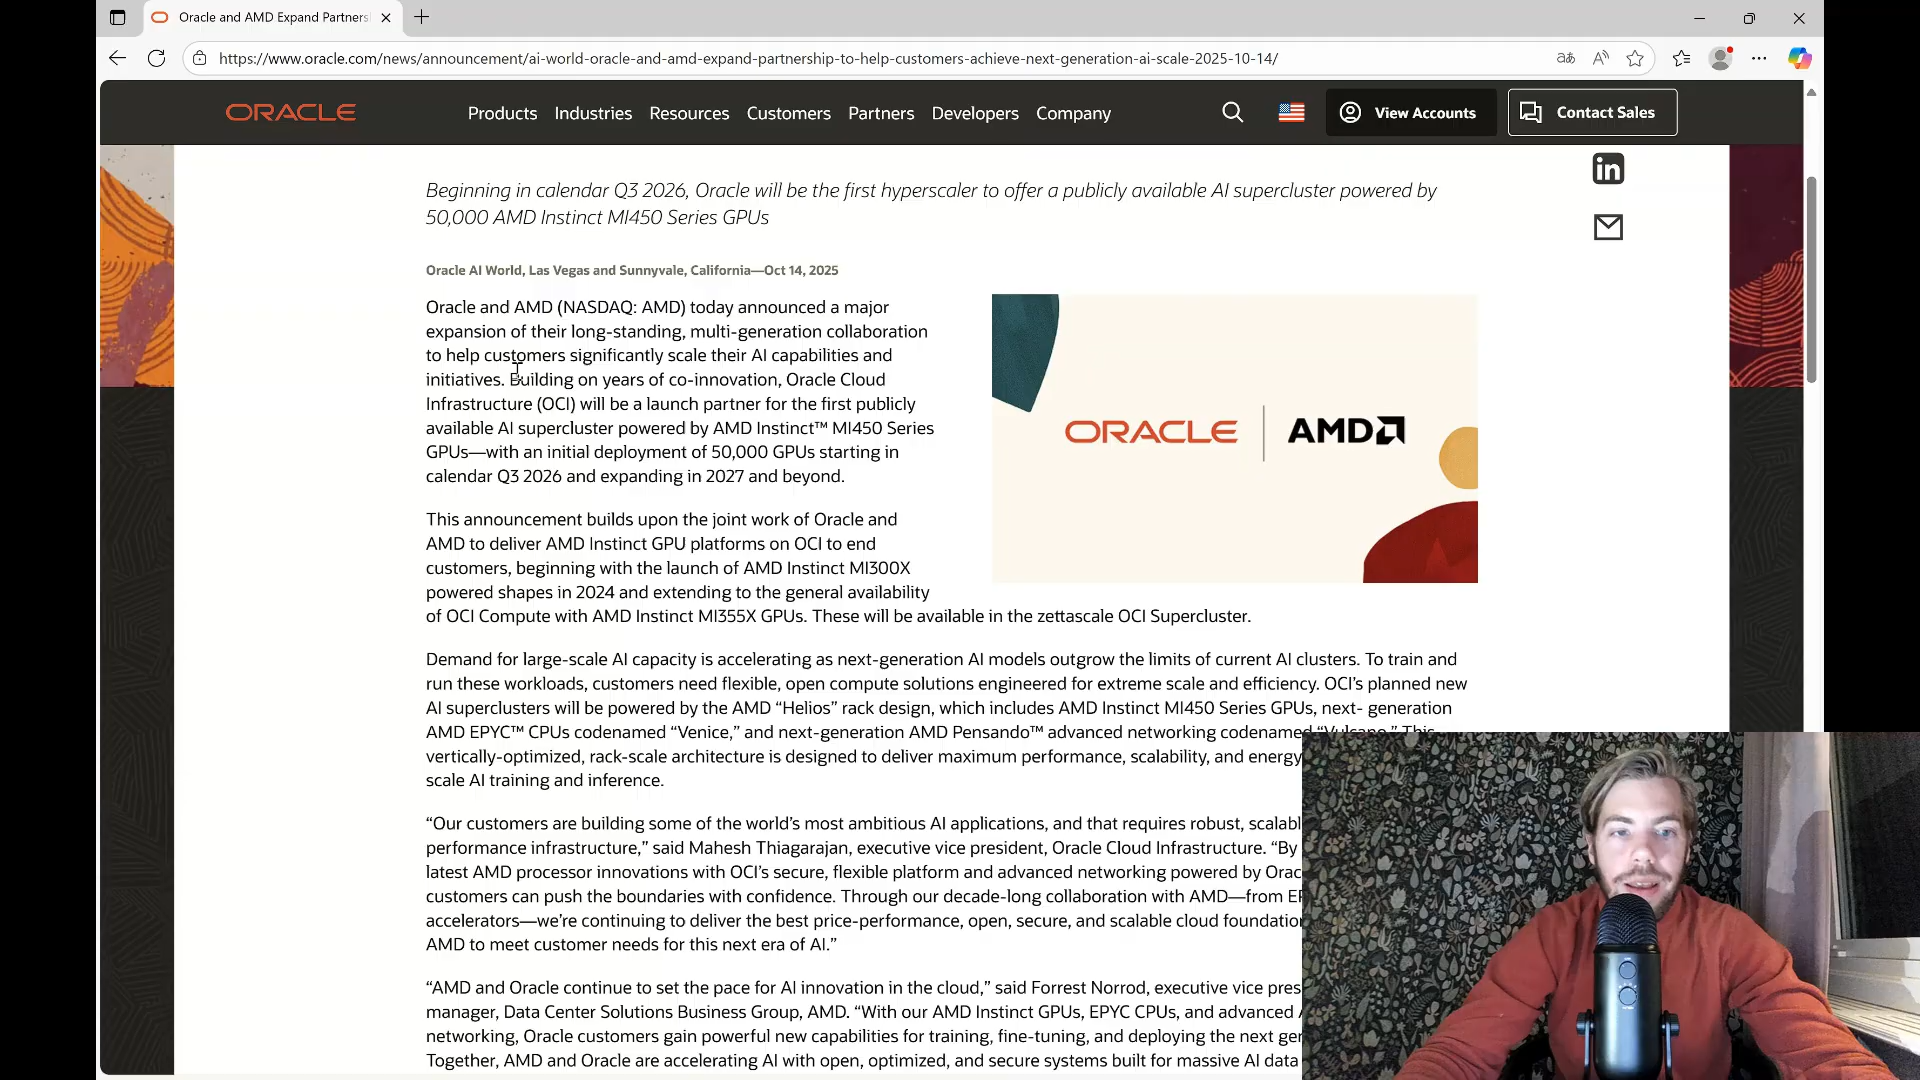 Oracle and AMD Expand Partners
https://www.oracle.com/news/announcement/ai-world-oracle-and-amd-expand-partnership-to-help-customers-achieve-next-generation-ai-scale-2025-10-14/
ORACLE
Products Industries Resources Customers Partners Developers Company
View Accounts
Contact Sales
Beginning in calendar Q3 2026, Oracle will be the first hyperscaler to offer a publicly available AI supercluster powered by
50,000 AMD Instinct MI450 Series GPUs
Oracle AI World, Las Vegas and Sunnyvale, California—Oct 14, 2025
Oracle and AMD (NASDAQ: AMD) today announced a major
expansion of their long-standing, multi-generation collaboration
to help customers significantly scale their AI capabilities and
initiatives. Building on years of co-innovation, Oracle Cloud
Infrastructure (OCI) will be a launch partner for the first publicly
available AI supercluster powered by AMD Instinct™ MI450 Series
GPUs—with an initial deployment of 50,000 GPUs starting in
calendar Q3 2026 and expanding in 2027 and beyond.
ORACLE | AMD
This announcement builds upon the joint work of Oracle and
AMD to deliver AMD Instinct GPU platforms on OCI to end
customers, beginning with the launch of AMD Instinct MI300X
powered shapes in 2024 and extending to the general availability
of OCI Compute with AMD Instinct MI355X GPUs. These will be available in the zettascale OCI Supercluster.
Demand for large-scale AI capacity is accelerating as next-generation AI models outgrow the limits of current AI clusters. To train and
run these workloads, customers need flexible, open compute solutions engineered for extreme scale and efficiency. OCI's planned new
AI superclusters will be powered by the AMD “Helios” rack design, which includes AMD Instinct MI450 Series GPUs, next- generation
AMD EPYC™ CPUs codenamed “Venice,” and next-generation AMD Pensando™ advanced networking codenamed “Vulcano.” This
vertically-optimized, rack-scale architecture is designed to deliver maximum performance, scalability, and energy
scale AI training and inference.
“Our customers are building some of the world's most ambitious AI applications, and that requires robust, scalabl
performance infrastructure,” said Mahesh Thiagarajan, executive vice president, Oracle Cloud Infrastructure. “By
latest AMD processor innovations with OCI's secure, flexible platform and advanced networking powered by Orac
customers can push the boundaries with confidence. Through our decade-long collaboration with AMD—from EP
accelerators—we're continuing to deliver the best price-performance, open, secure, and scalable cloud foundation
AMD to meet customer needs for this next era of AI.”
“AMD and Oracle continue to set the pace for AI innovation in the cloud,” said Forrest Norrod, executive vice pres
manager, Data Center Solutions Business Group, AMD. “With our AMD Instinct GPUs, EPYC CPUs, and advanced A
networking, Oracle customers gain powerful new capabilities for training, fine-tuning, and deploying the next ger
Together, AMD and Oracle are accelerating AI with open, optimized, and secure systems built for massive AI data